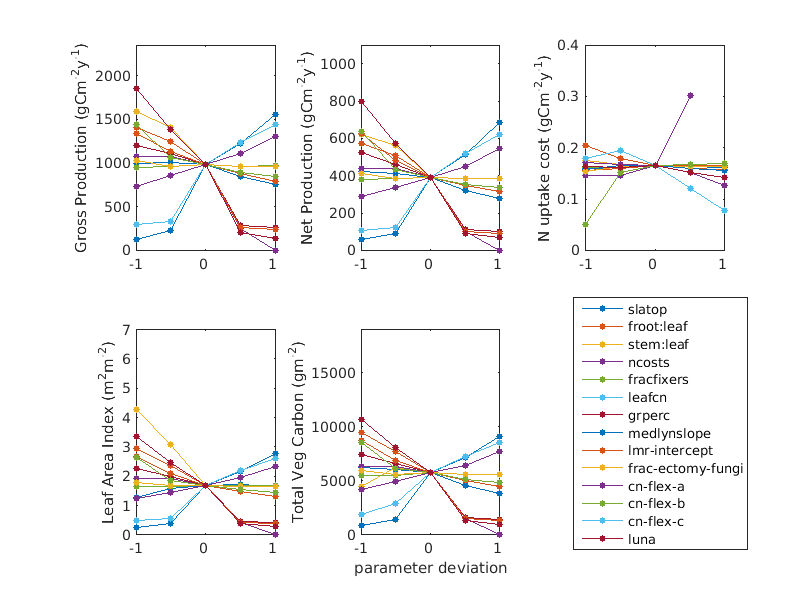 Gross Production (gCm⁻²y⁻¹)
2000
1500
1000
500
0
-1 0 1
Net Production (gCm⁻²y⁻¹)
1000
800
600
400
200
0
-1 0 1
N uptake cost (gCm⁻²y⁻¹)
0.4
0.3
0.2
0.1
0
-1 0 1
Leaf Area Index (m²m⁻²)
7
6
5
4
3
2
1
0
-1 0 1
Total Veg Carbon (gm⁻²)
15000
10000
5000
0
-1 0 1
parameter deviation
slatop
froot:leaf
stem:leaf
ncosts
fracfixers
leafcn
grperc
medlynslope
lmr-intercept
frac-ectomy-fungi
cn-flex-a
cn-flex-b
cn-flex-c
luna